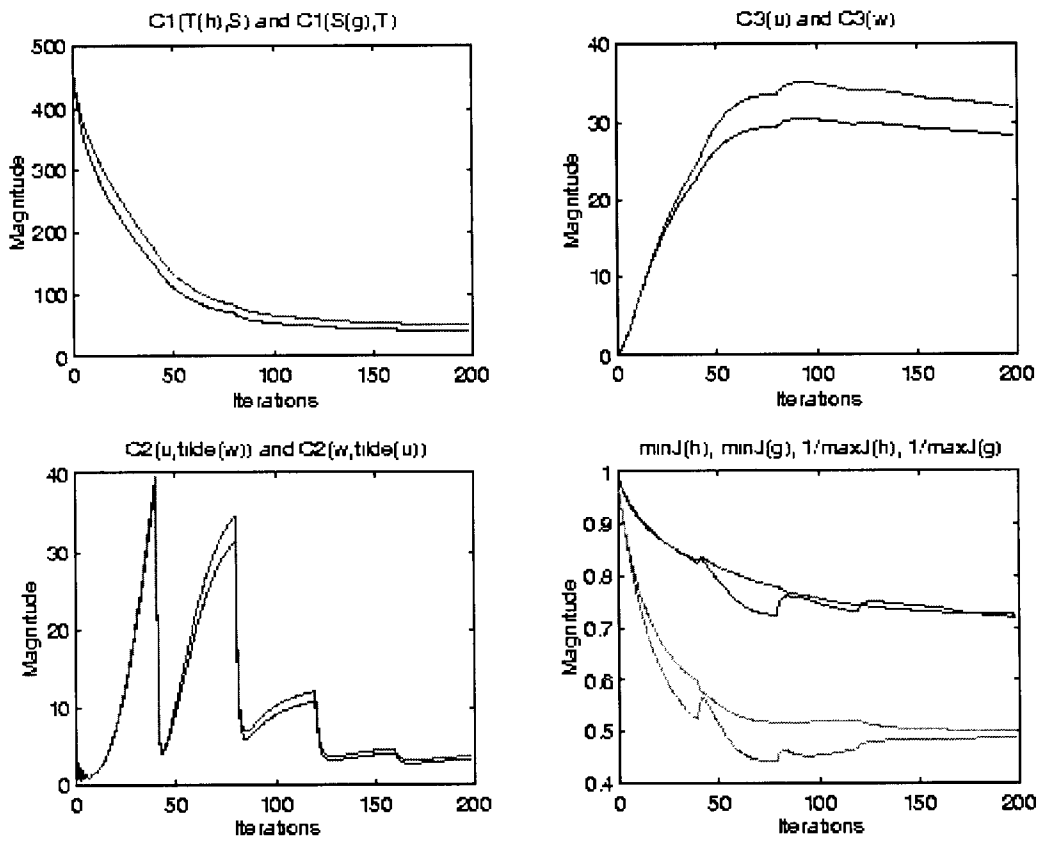 C1(T(h),S) and C1(S(g),T)
500
400
300
200
100
0
Magnitude
0 50 100 150 200
Iterations
C3(u) and C3(w)
40
30
20
10
0
Magnitude
0 50 100 150 200
Iterations
C2(u,tilde(w)) and C2(w,tilde(u))
40
30
20
10
0
Magnitude
0 50 100 150 200
Iterations
minJ(h), minJ(g), 1/maxJ(h), 1/maxJ(g)
1
0.9
0.8
0.7
0.6
0.5
0.4
Magnitude
0 50 100 150 200
Iterations